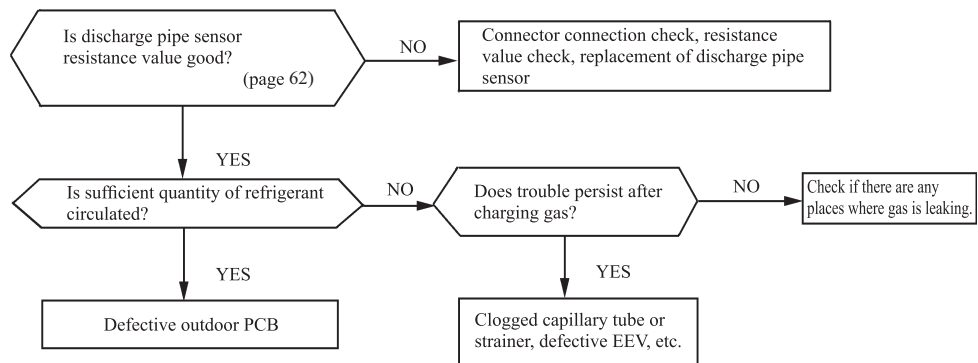 Is discharge pipe sensor
resistance value good?
(page 62)
NO
Connector connection check, resistance
value check, replacement of discharge pipe
sensor
YES
Is sufficient quantity of refrigerant
circulated?
NO
Does trouble persist after
charging gas?
NO
Check if there are any
places where gas is leaking.
YES
YES
Defective outdoor PCB
Clogged capillary tube or
strainer, defective EEV, etc.